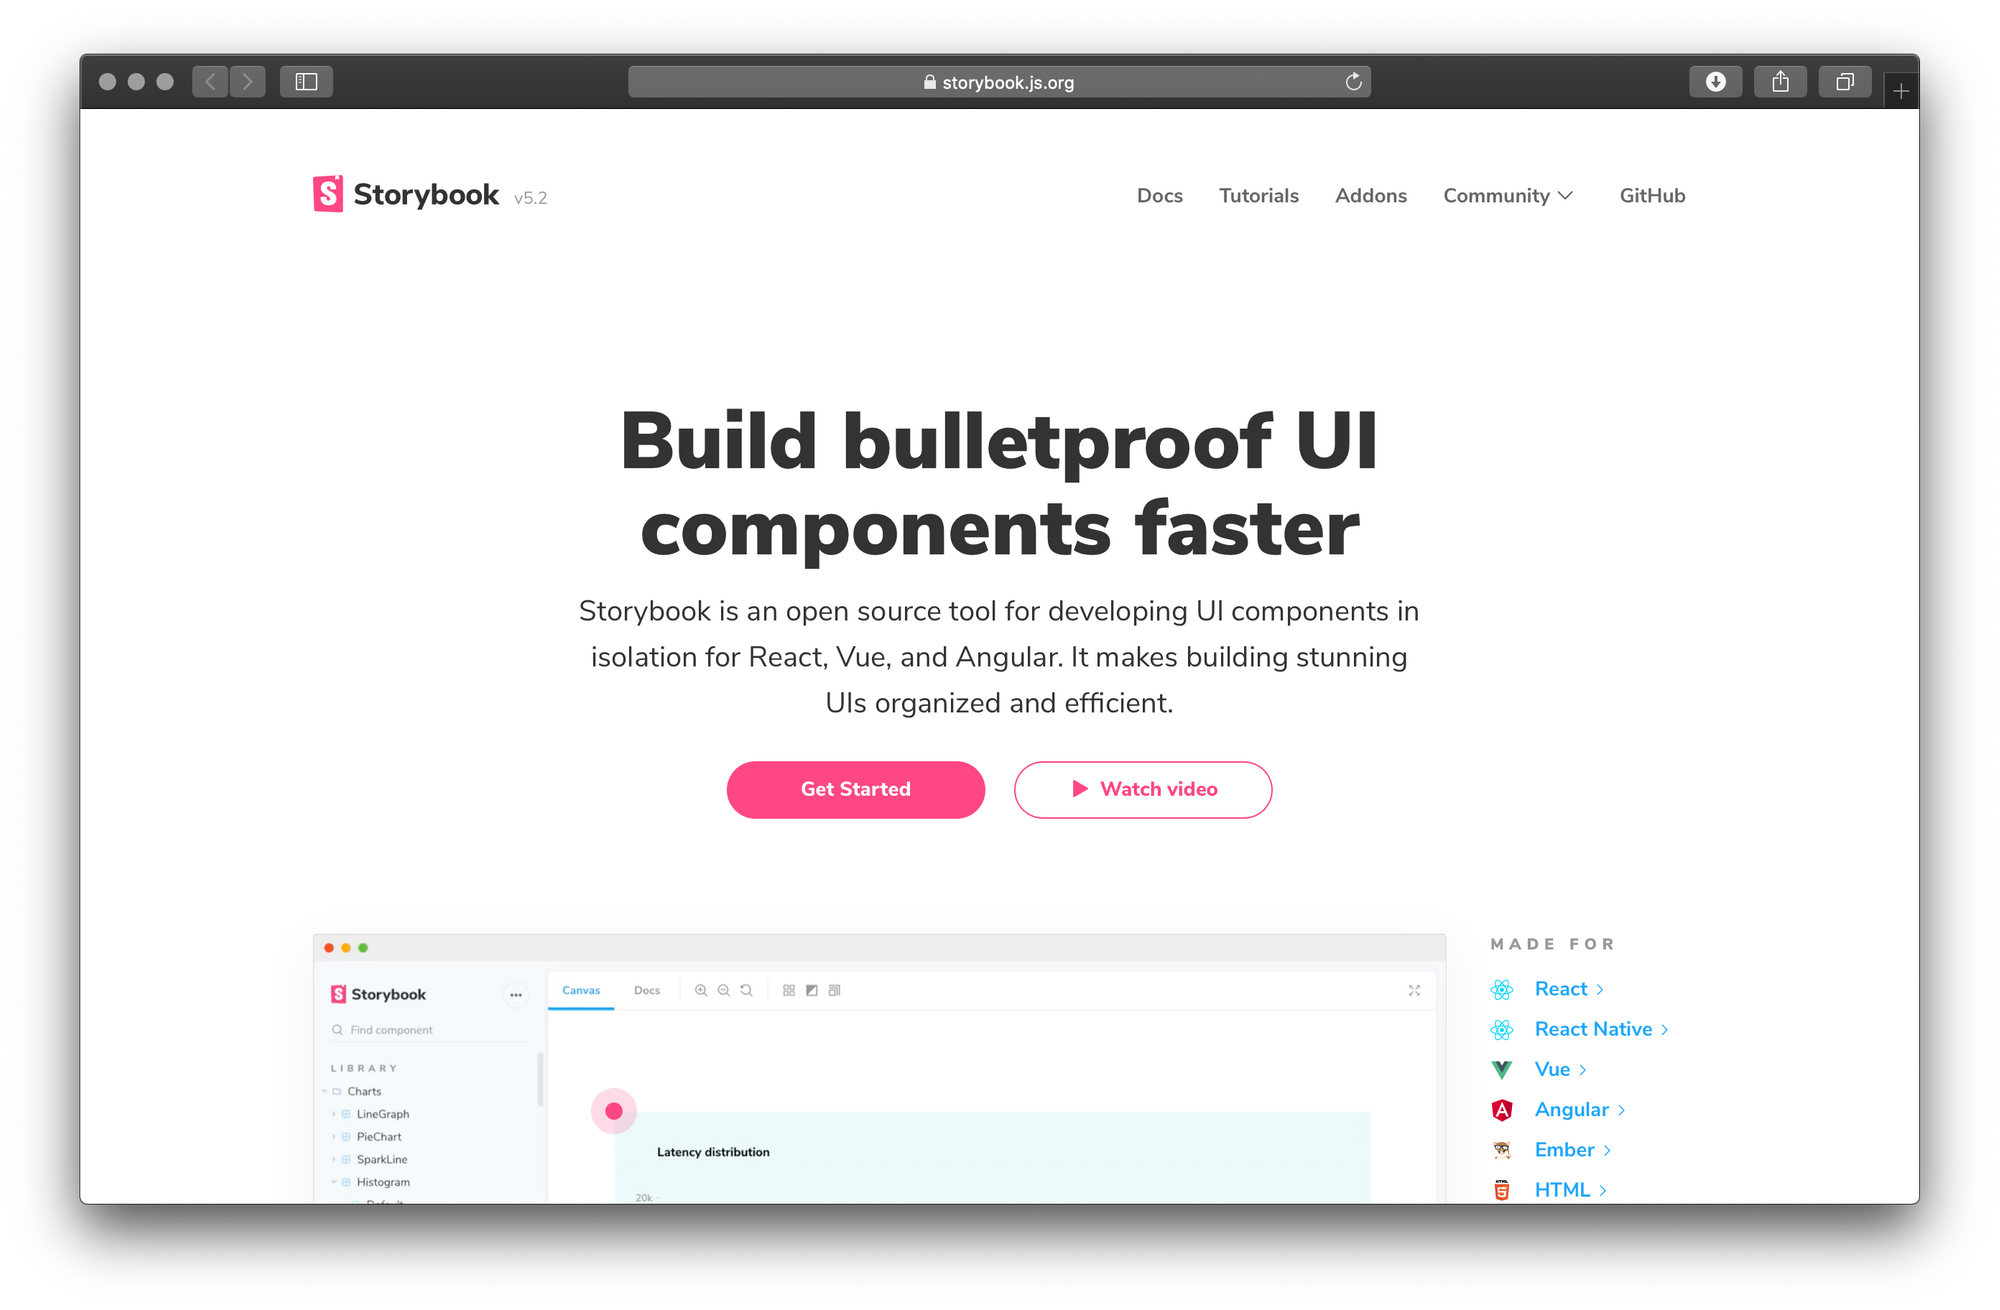 storybook.js.org
Storybook v5.2
Docs Tutorials Addons Community GitHub
Build bulletproof UI
components faster
Storybook is an open source tool for developing UI components in
isolation for React, Vue, and Angular. It makes building stunning
UIs organized and efficient.
Get Started
Watch video
Storybook
Find component
LIBRARY
Charts
LineGraph
PieChart
SparkLine
Histogram
Default
Canvas Docs
Latency distribution
20k
MADE FOR
React
React Native
Vue
Angular
Ember
HTML